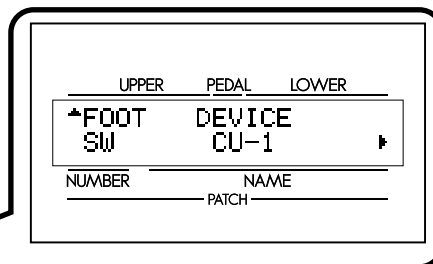 UPPER PEDAL LOWER
FOOT DEVICE
SW CU-1
NUMBER NAME
PATCH